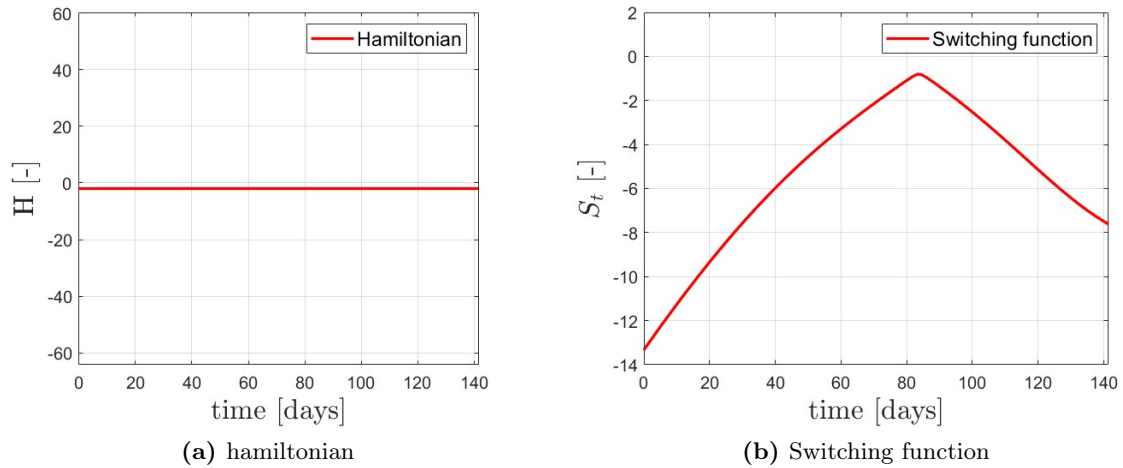 60
40
20
0
-20
-40
-60
H [-]
Hamiltonian
0 20 40 60 80 100 120 140
time [days]
(a) hamiltonian
2
0
-2
-4
-6
-8
-10
-12
-14
S_t [-]
Switching function
0 20 40 60 80 100 120 140
time [days]
(b) Switching function